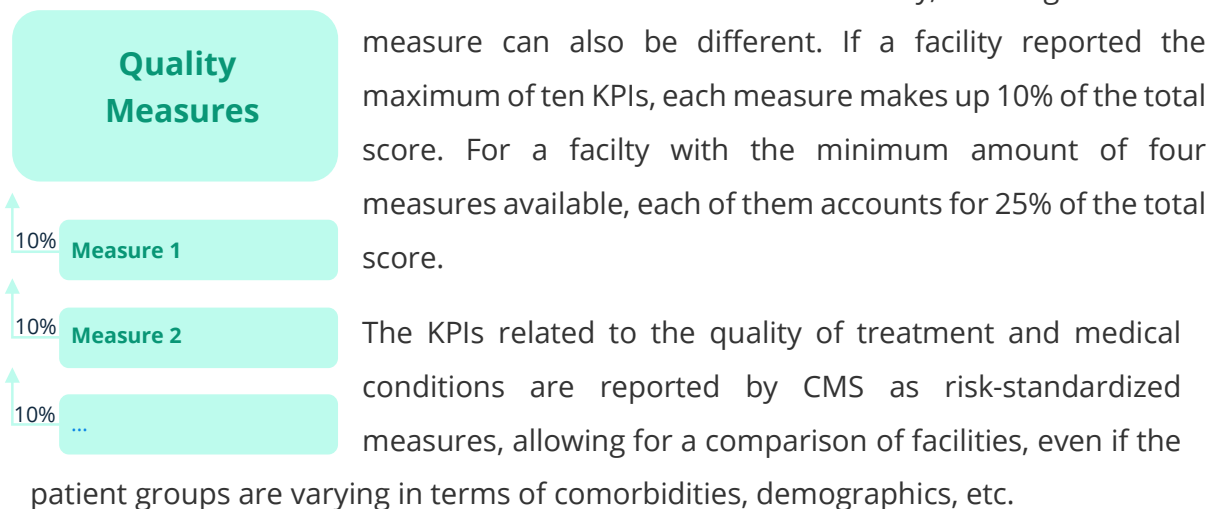 measure can also be different. If a facility reported the
maximum of ten KPIs, each measure makes up 10% of the total
score. For a facilty with the minimum amount of four
measures available, each of them accounts for 25% of the total
score.
The KPIs related to the quality of treatment and medical
conditions are reported by CMS as risk-standardized
measures, allowing for a comparison of facilities, even if the
patient groups are varying in terms of comorbidities, demographics, etc.
Quality
Measures
10%
Measure 1
10%
Measure 2
10%
...